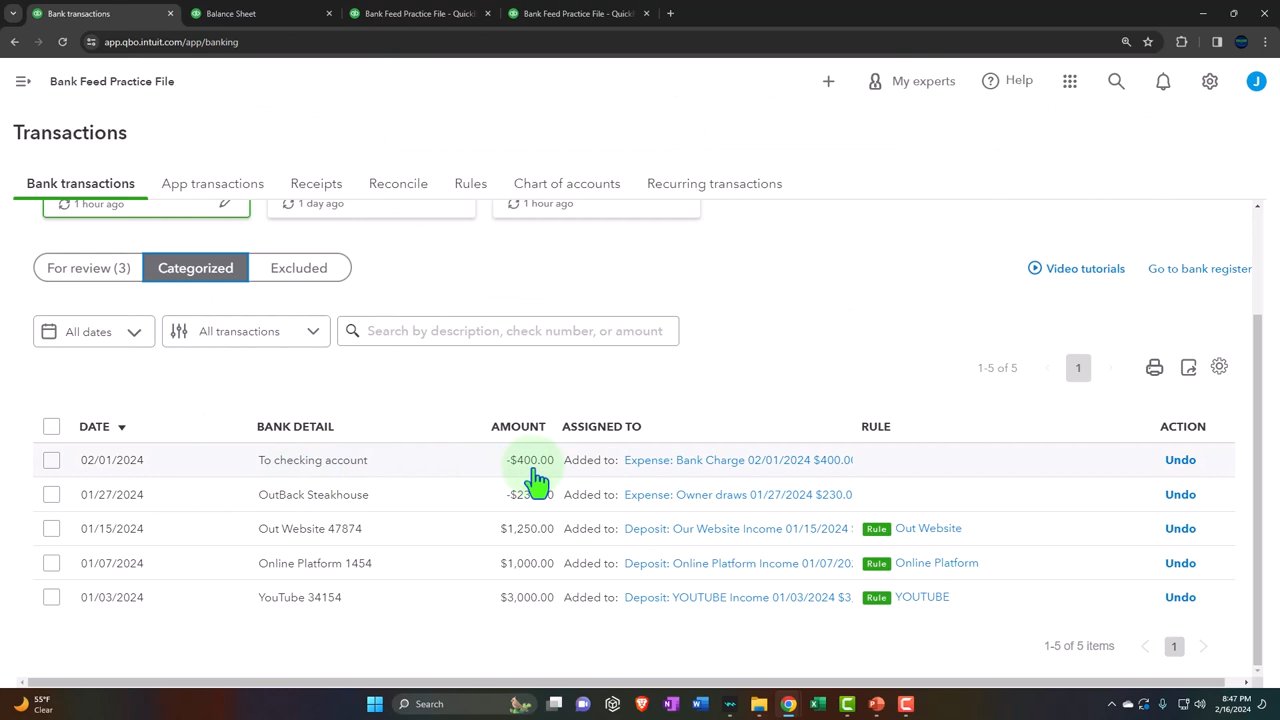 Bank transactions
Balance Sheet
Bank Feed Practice File - Quick
Bank Feed Practice File - Quick
app.qbo.intuit.com/app/banking
Bank Feed Practice File
My experts
Help
J
Transactions
Bank transactions App transactions Receipts Reconcile Rules Chart of accounts Recurring transactions
1 hour ago 1 day ago 1 hour ago
For review (3) Categorized Excluded
Video tutorials Go to bank register
All dates All transactions Search by description, check number, or amount
1-5 of 5 1
DATE BANK DETAIL AMOUNT ASSIGNED TO RULE ACTION
02/01/2024 To checking account -$400.00 Added to: Expense: Bank Charge 02/01/2024 $400.00 Undo
01/27/2024 OutBack Steakhouse Added to: Expense: Owner draws 01/27/2024 $230.0 Undo
01/15/2024 Out Website 47874 $1,250.00 Added to: Deposit: Our Website Income 01/15/2024 $ Rule Out Website Undo
01/07/2024 Online Platform 1454 $1,000.00 Added to: Deposit: Online Platform Income 01/07/20 Rule Online Platform Undo
01/03/2024 YouTube 34154 $3,000.00 Added to: Deposit: YOUTUBE Income 01/03/2024 $3 Rule YOUTUBE Undo
1-5 of 5 items 1
55°F
Clear
Search
8:47 PM
2/16/2024